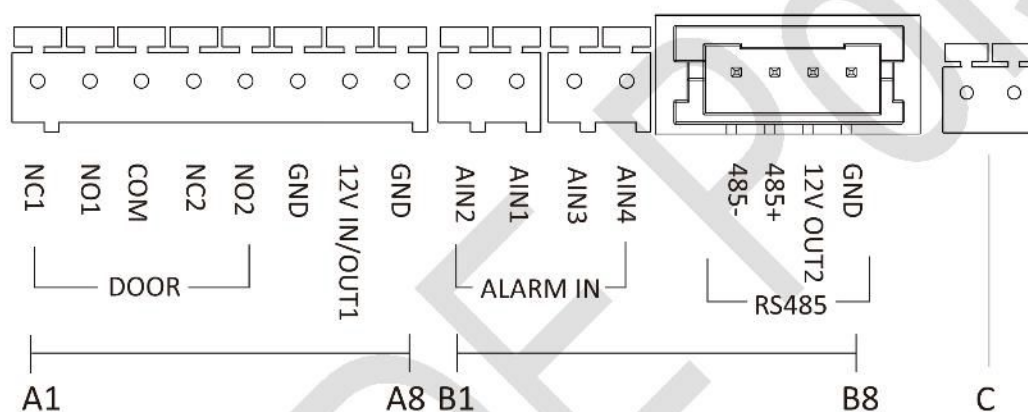 NC1
NO1
COM
NC2
NO2
GND
12V IN/OUT1
GND
AIN2
AIN1
AIN3
AIN4
485-
485+
12V OUT2
GND
DOOR
ALARM IN
RS485
A1
A8
B1
B8
C